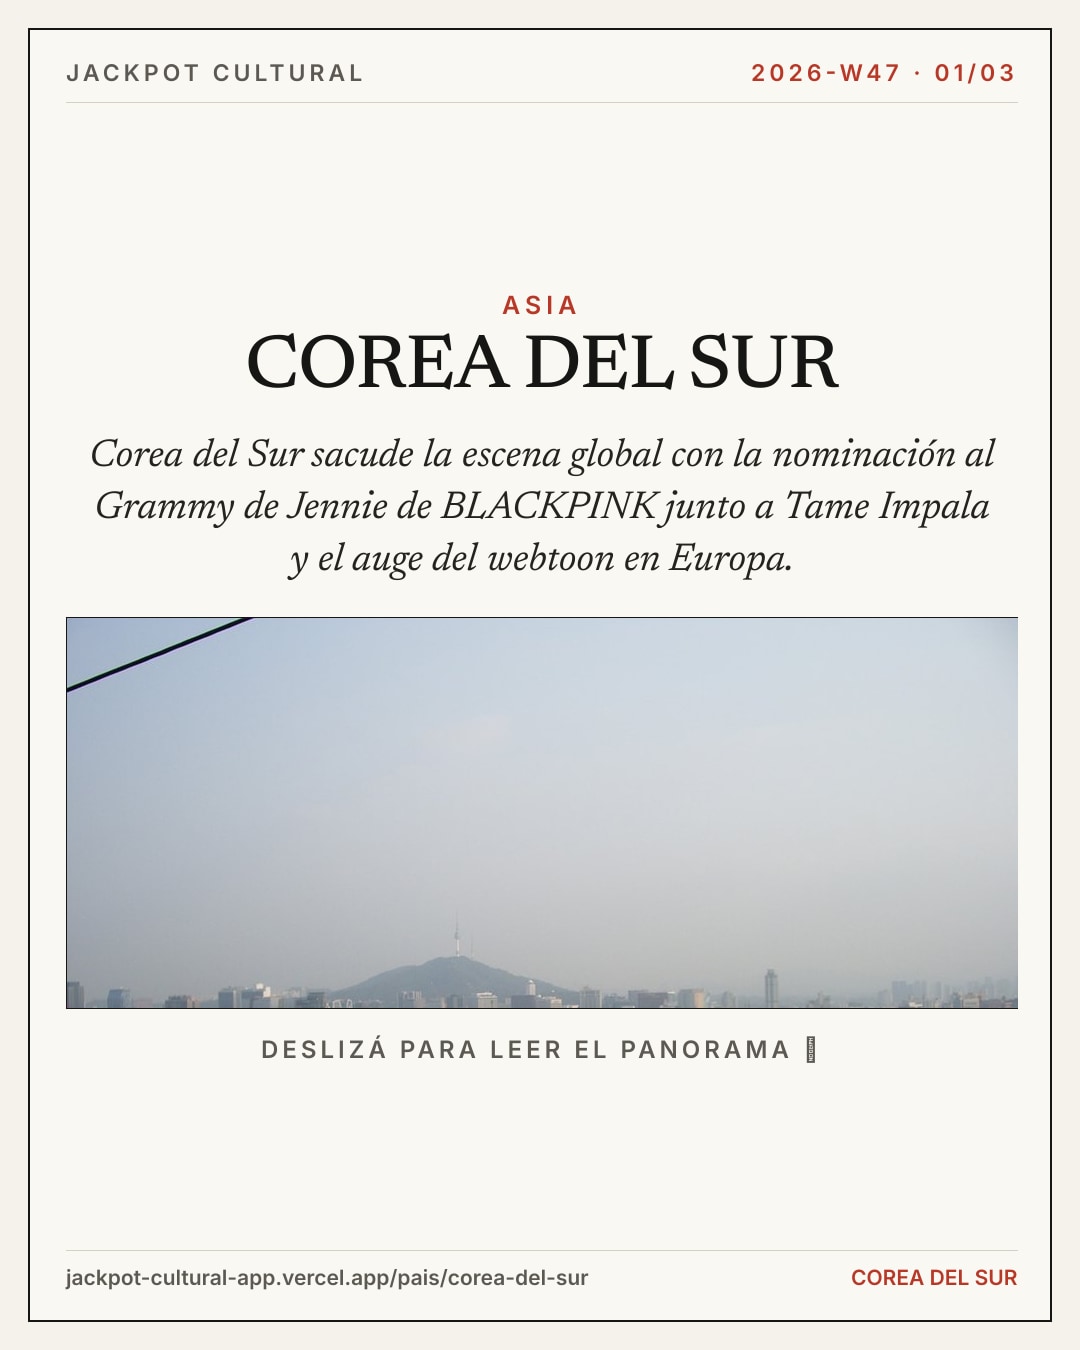 JACKPOT CULTURAL
2026-W47 · 01/03
ASIA
COREA DEL SUR
Corea del Sur sacude la escena global con la nominación al
Grammy de Jennie de BLACKPINK junto a Tame Impala
y el auge del webtoon en Europa.
DESLIZÁ PARA LEER EL PANORAMA
jackpot-cultural-app.vercel.app/pais/corea-del-sur
COREA DEL SUR